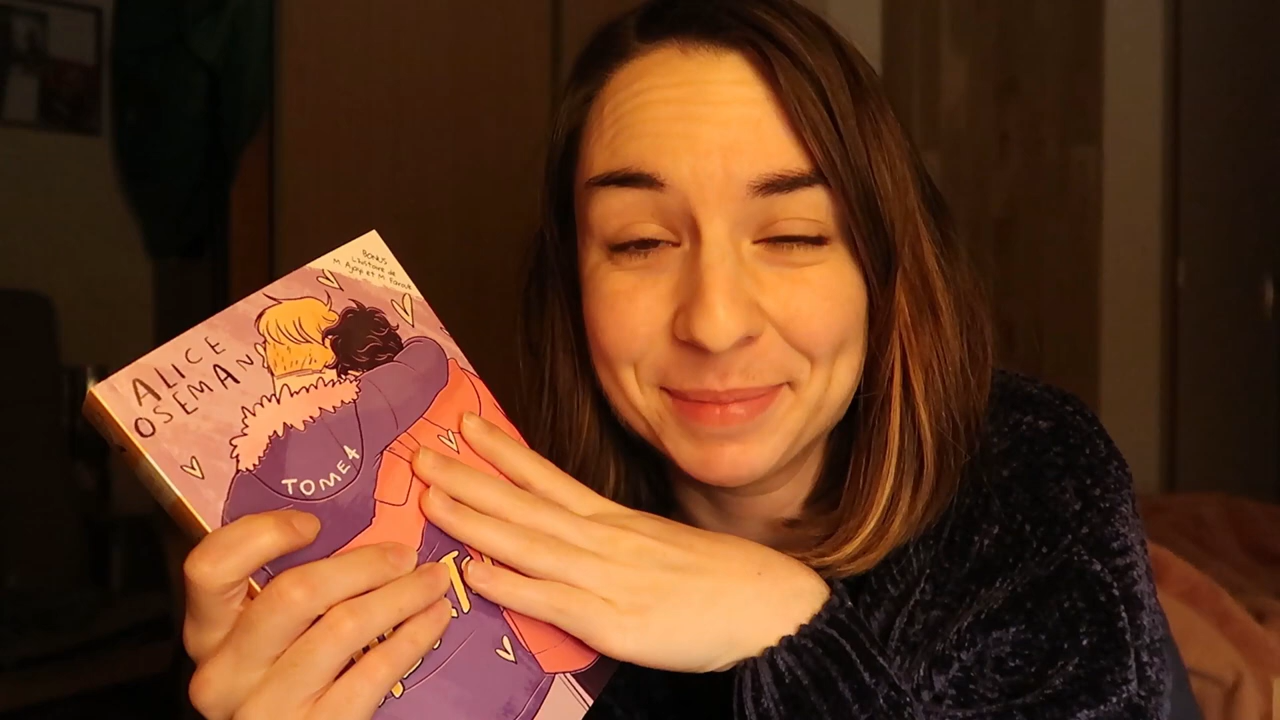 BONUS
L'histoire de
M Ajayi et M Farouk
ALICE
OSEMAN
TOME 4